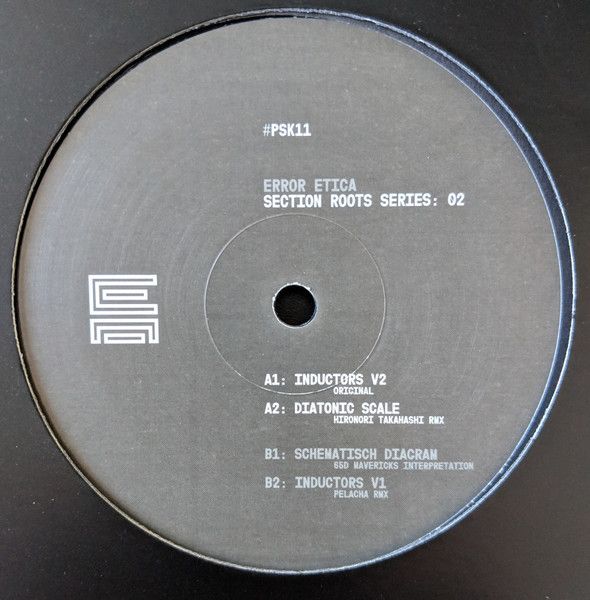 #PSK11
ERROR ETICA
SECTION ROOTS SERIES: 02
A1: INDUCTORS V2
ORIGINAL
A2: DIATONIC SCALE
HIRONORI TAKAHASHI RMX
B1: SCHEMATISCH DIAGRAM
65D MAVERICKS INTERPRETATION
B2: INDUCTORS V1
PELACHA RMX